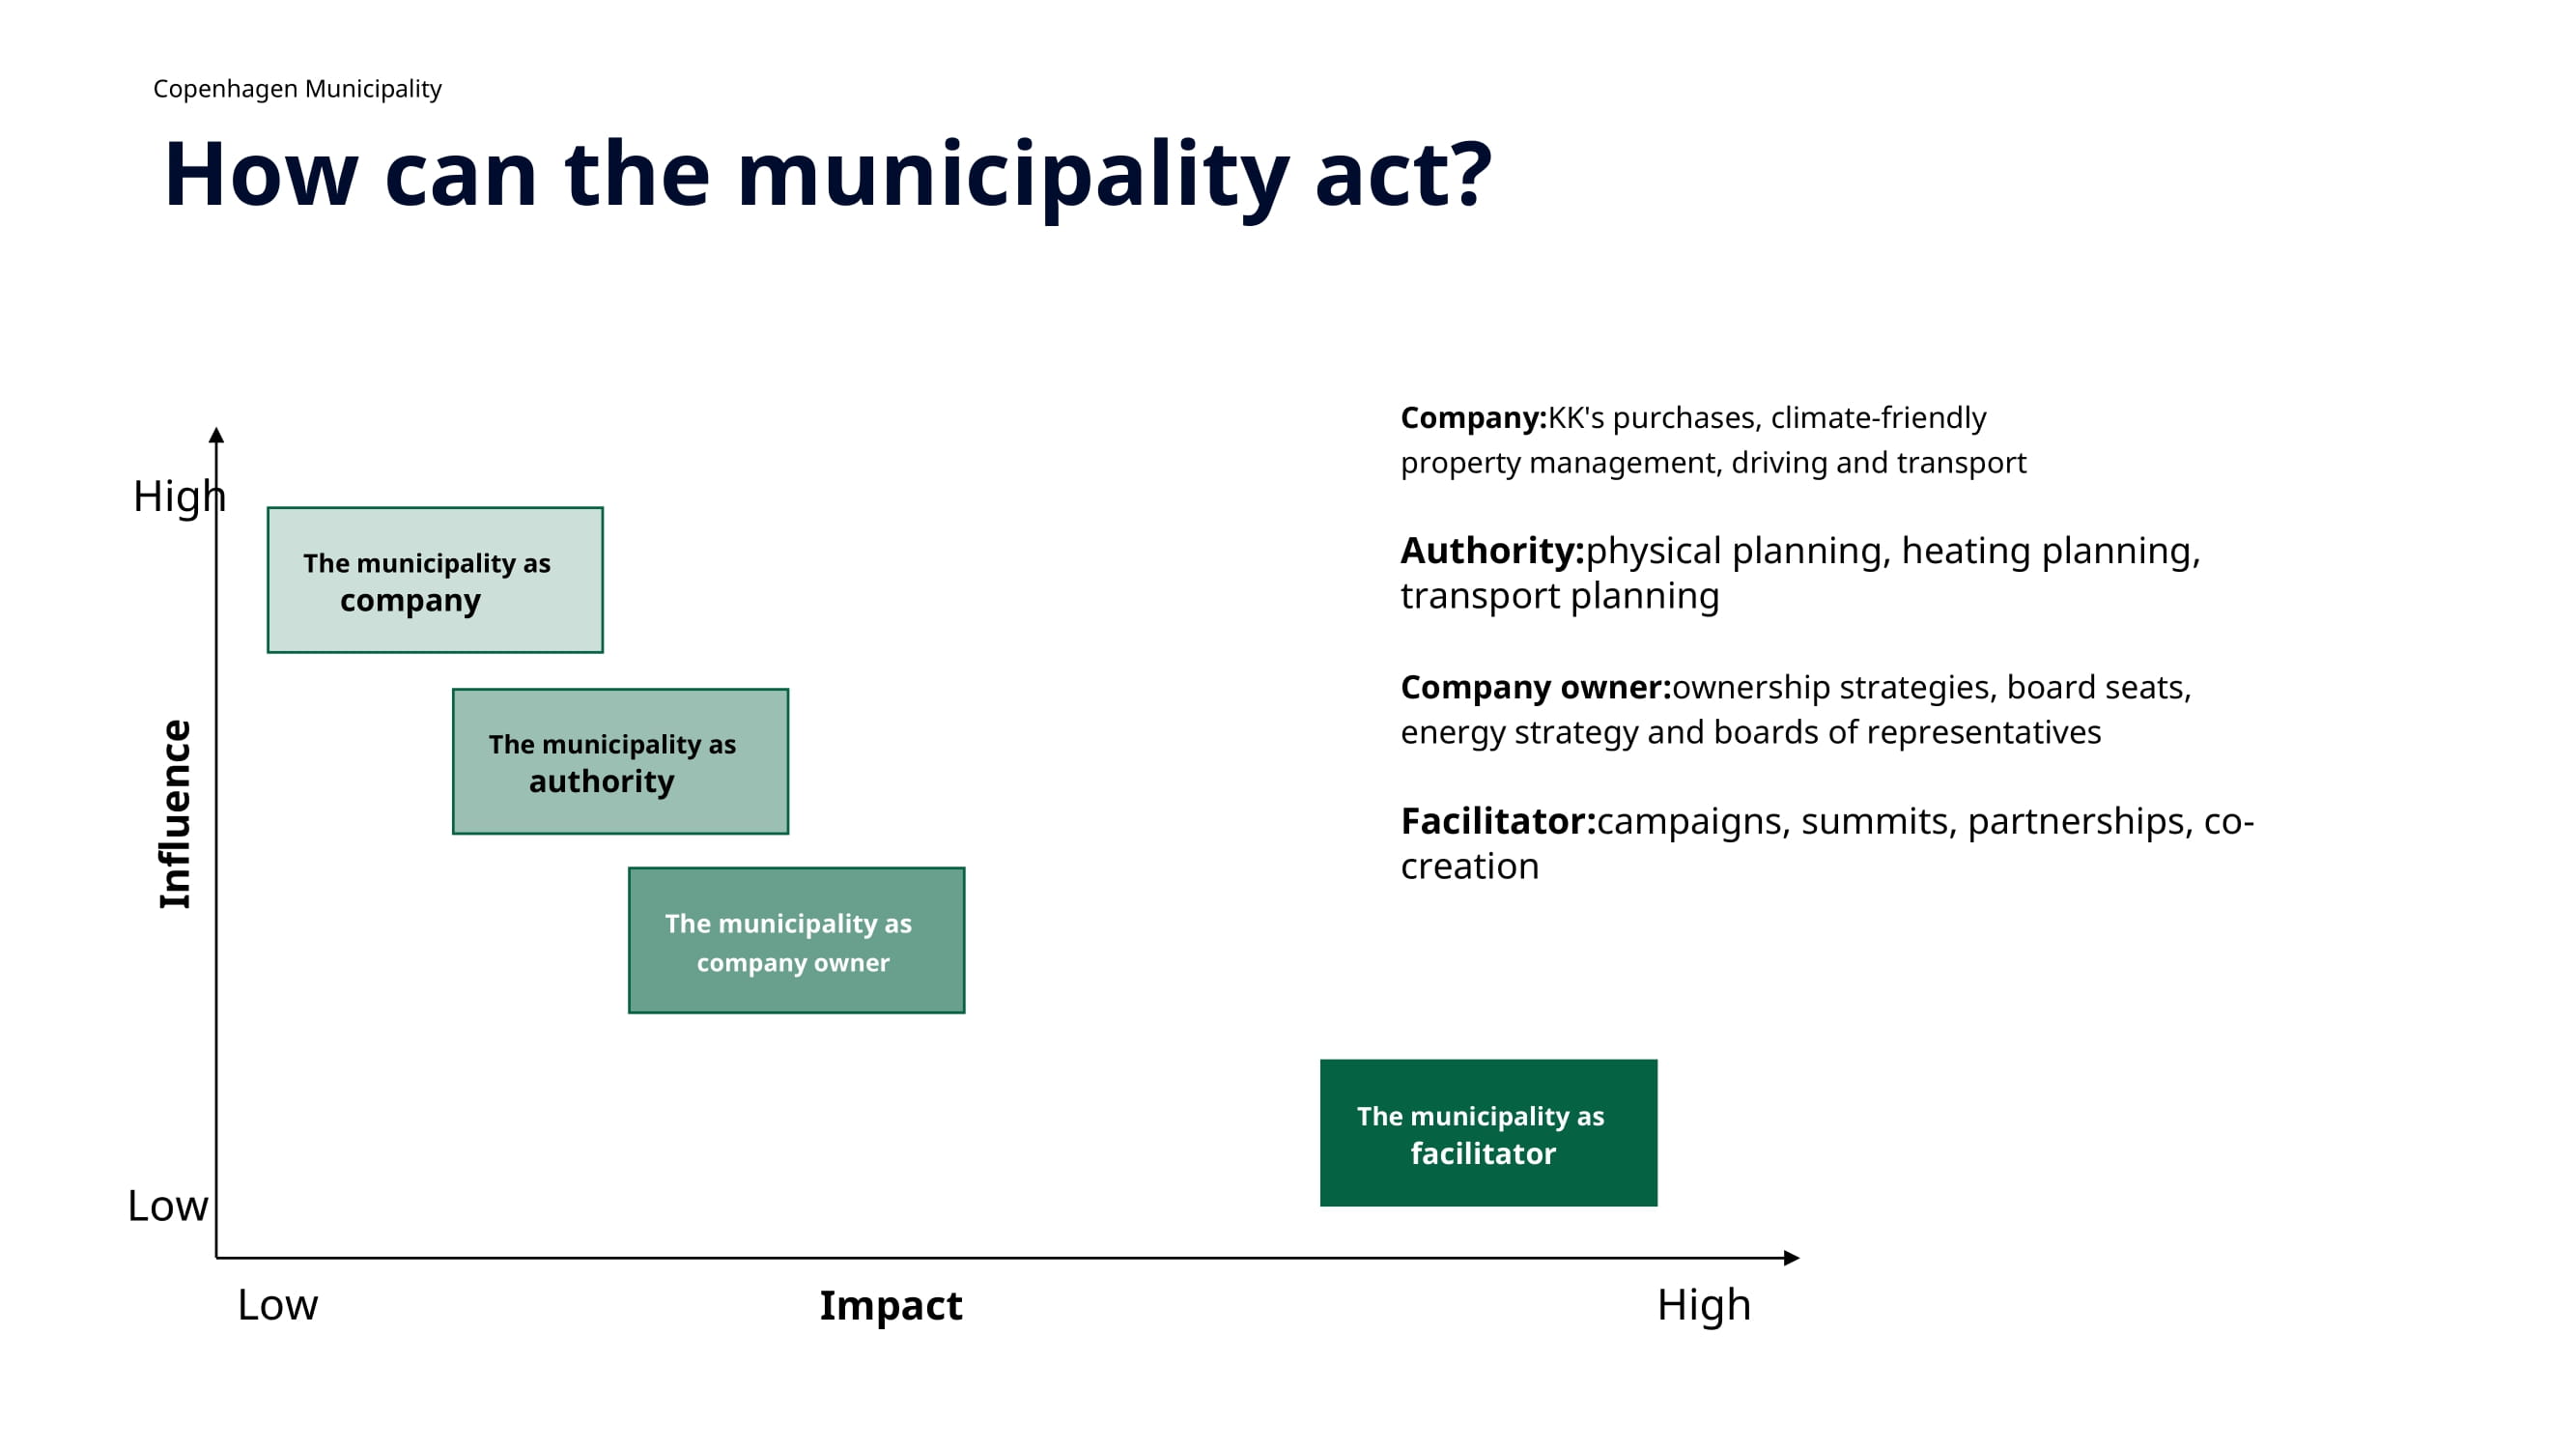 Copenhagen Municipality
How can the municipality act?
Company:KK's purchases, climate-friendly
property management, driving and transport
Authority:physical planning, heating planning,
transport planning
Company owner:ownership strategies, board seats,
energy strategy and boards of representatives
Facilitator:campaigns, summits, partnerships, co-
creation
High
The municipality as
company
The municipality as
authority
Influence
The municipality as
company owner
The municipality as
facilitator
Low
Low
Impact
High